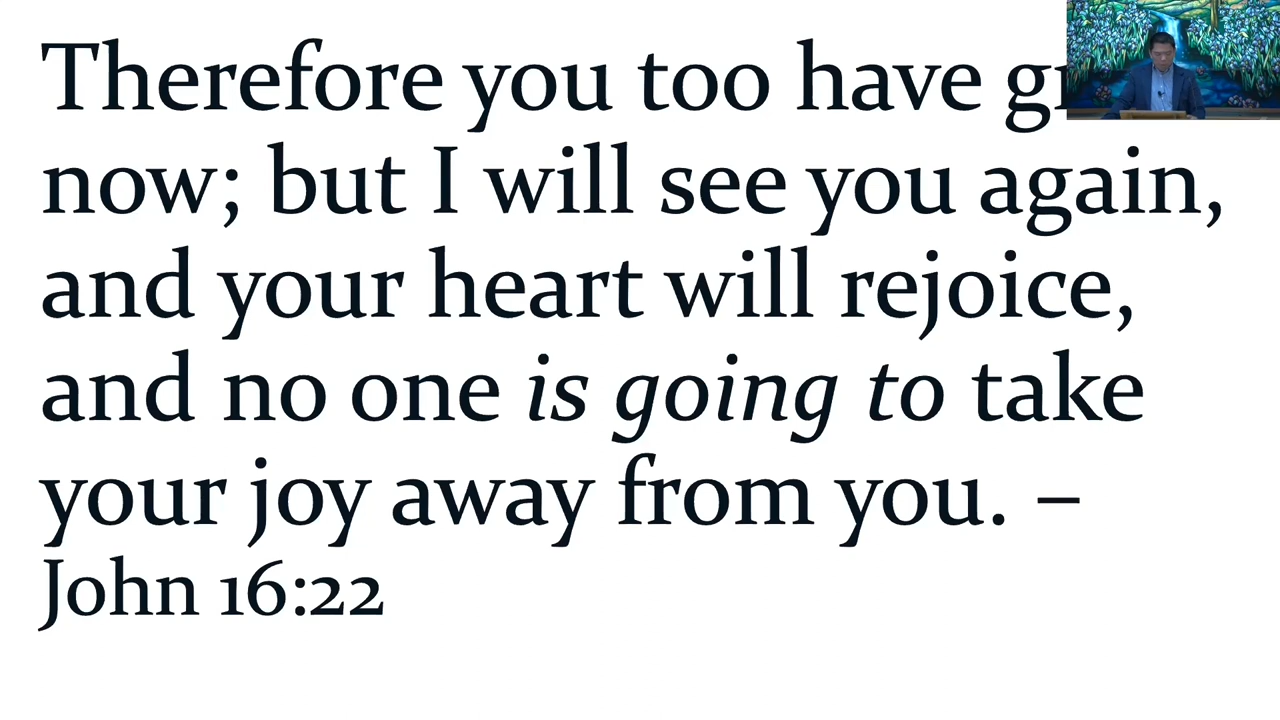 Therefore you too have
now; but I will see you again,
and your heart will rejoice,
and no one is going to take
your joy away from you. –
John 16:22